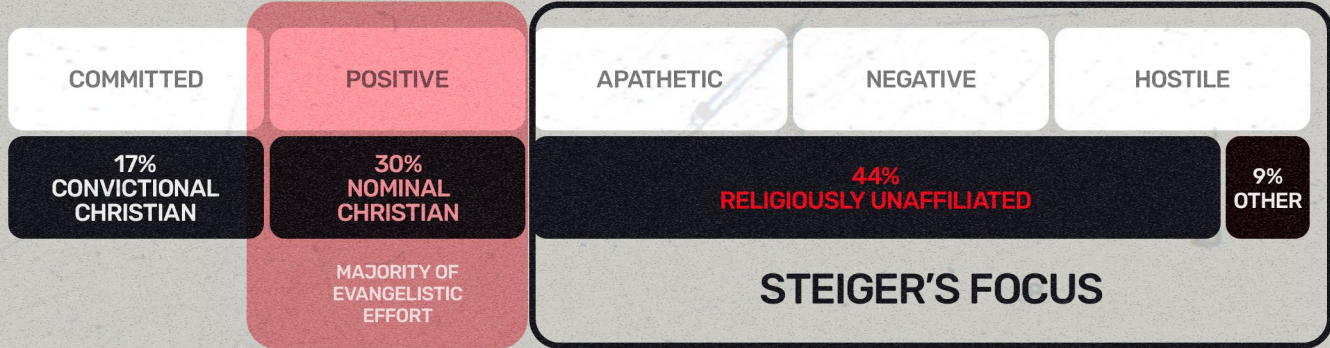 COMMITTED
POSITIVE
APATHETIC
NEGATIVE
HOSTILE
17%
CONVICTIONAL
CHRISTIAN
30%
NOMINAL
CHRISTIAN
44%
RELIGIOUSLY UNAFFILIATED
9%
OTHER
MAJORITY OF
EVANGELISTIC
EFFORT
STEIGER'S FOCUS